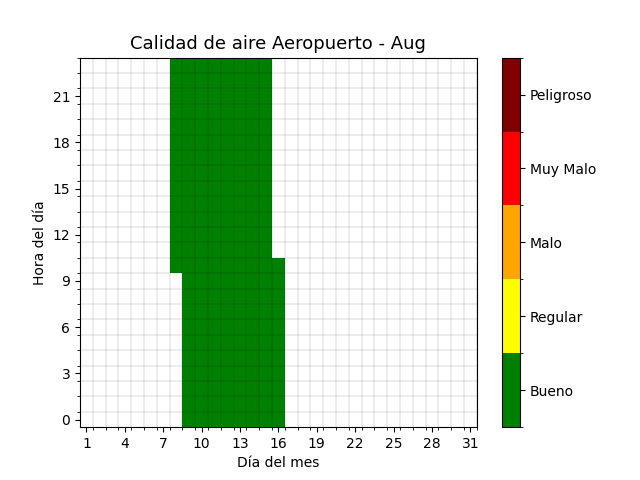 Calidad de aire Aeropuerto - Aug
21
18
15
12
9
6
3
0
Hora del día
1 4 7 10 13 16 19 22 25 28 31
Día del mes
Peligroso
Muy Malo
Malo
Regular
Bueno